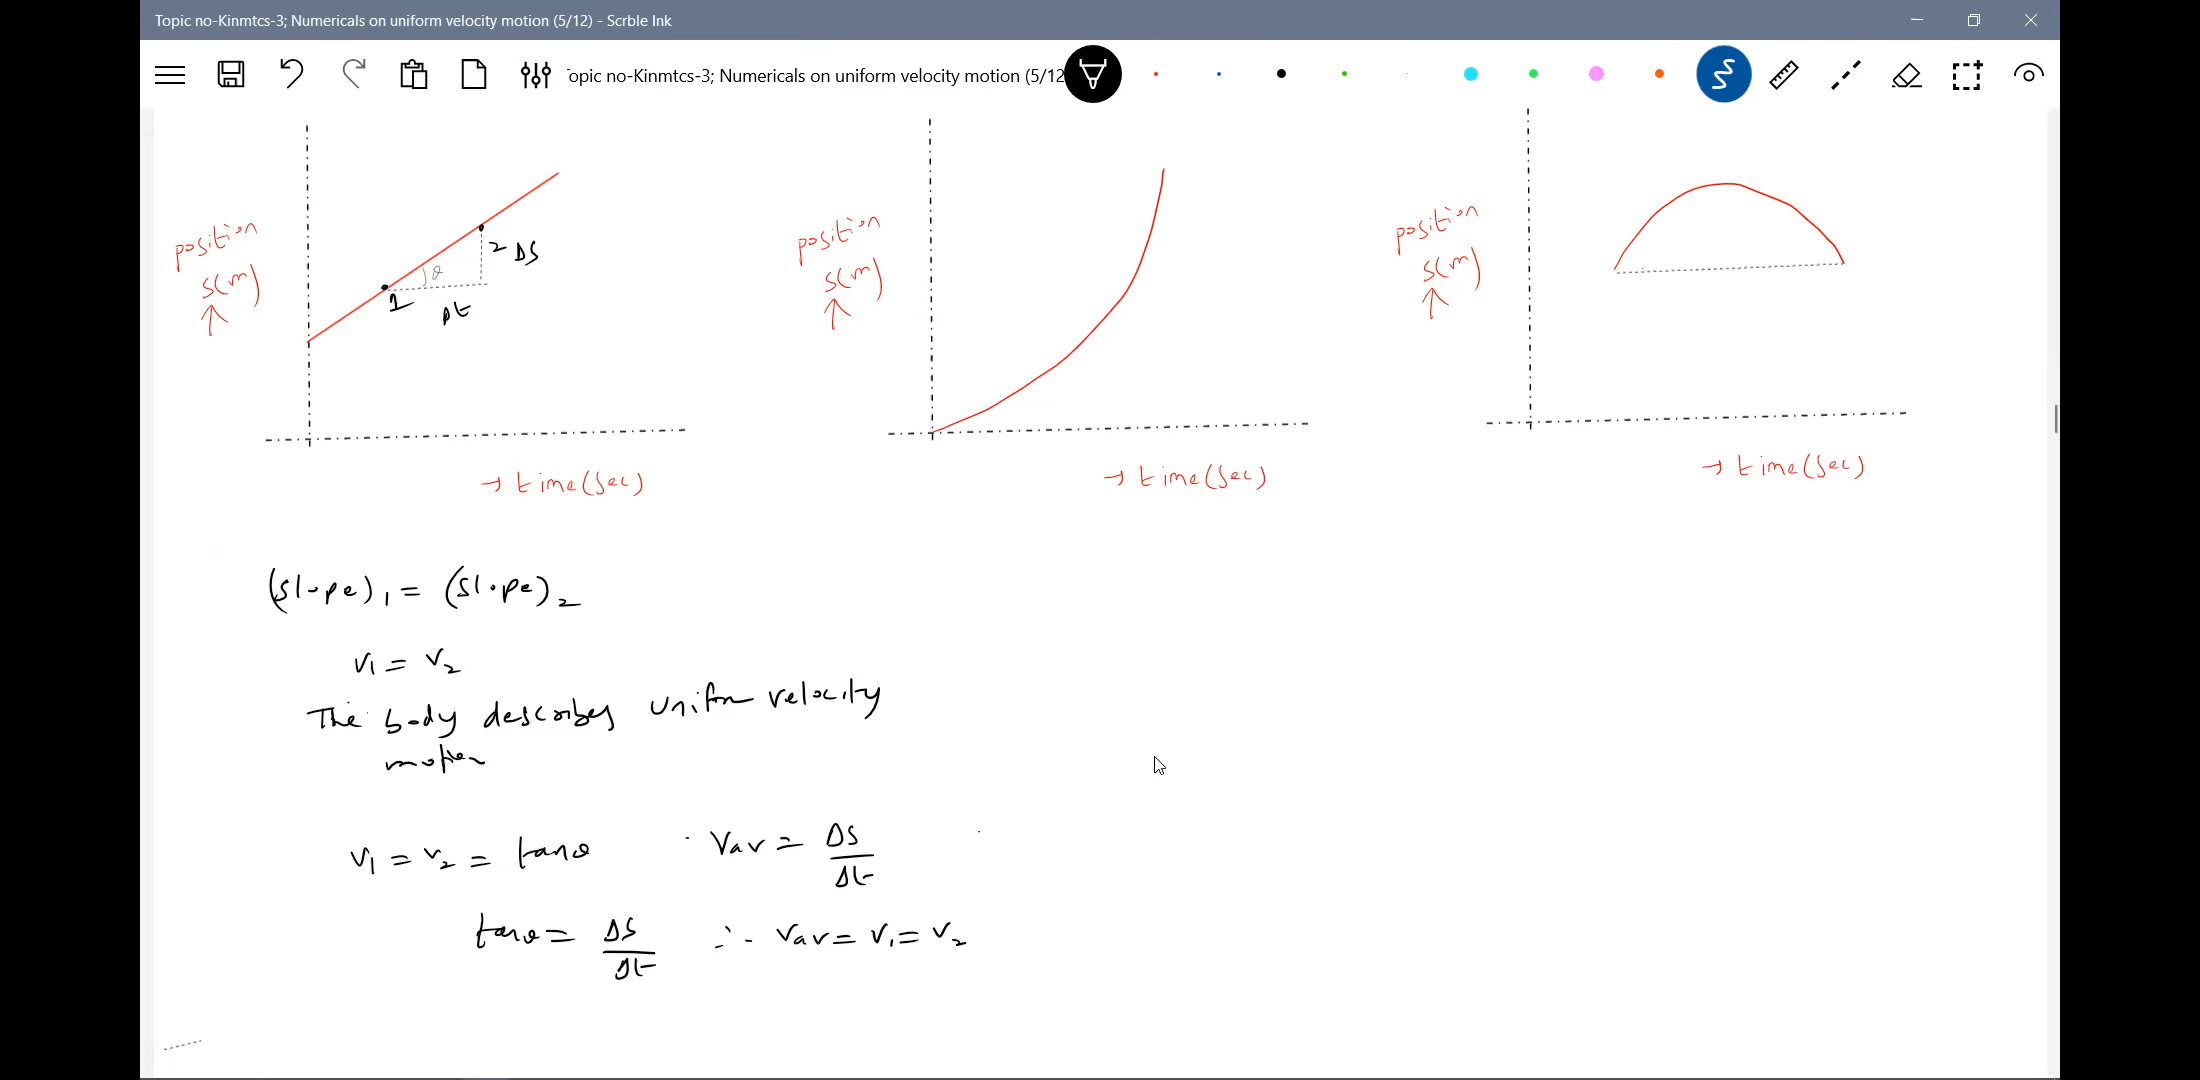 Topic no-Kinmtcs-3; Numericals on uniform velocity motion (5/12) - Scrble Ink
opic no-Kinmtcs-3; Numericals on uniform velocity motion (5/12
position
s(m)
↑
1
2
θ
Δs
Δt
→ time(sec)
position
s(m)
↑
→ time(sec)
position
s(m)
↑
→ time(sec)
(slope)₁ = (slope)₂
v₁ = v₂
The body describes uniform velocity
motion
v₁ = v₂ = tanθ
Vav = Δs/Δt
tanθ = Δs/Δt
∴ Vav = v₁ = v₂